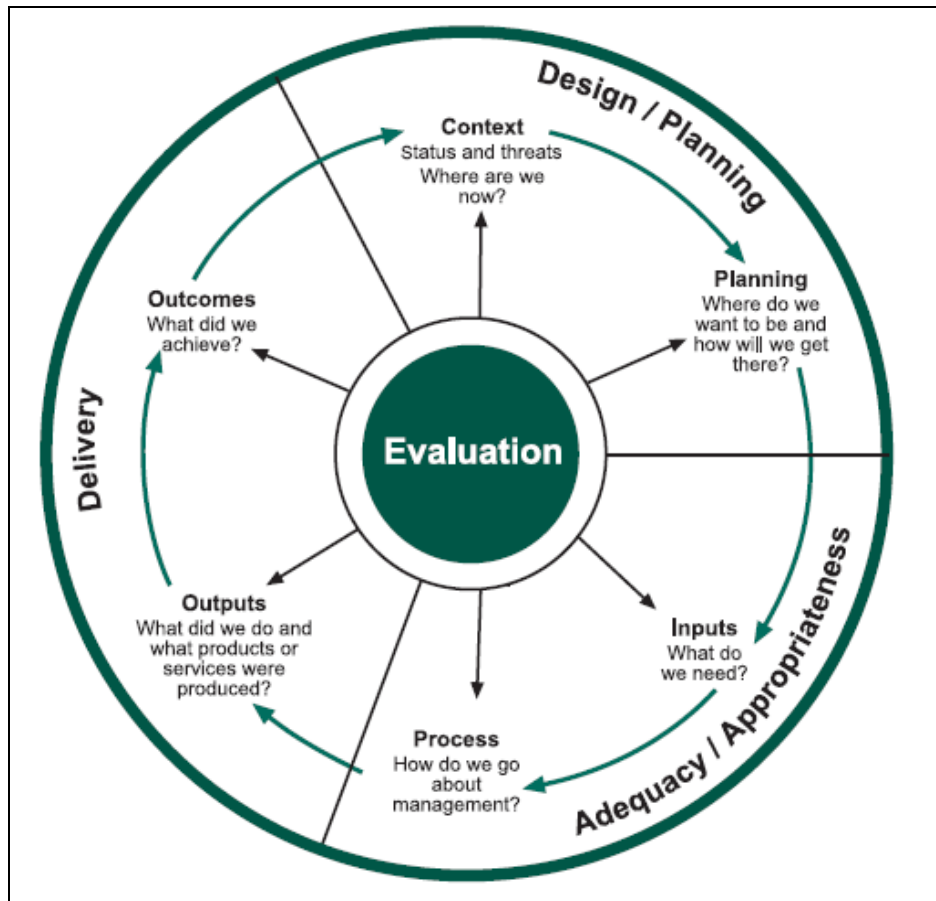 Design / Planning
Context
Status and threats
Where are we
now?
Planning
Where do we
want to be and
how will we get
there?
Outcomes
What did we
achieve?
Delivery
Evaluation
Outputs
What did we do and
what products or
services were
produced?
Inputs
What do
we need?
Process
How do we go
about
management?
Adequacy / Appropriateness